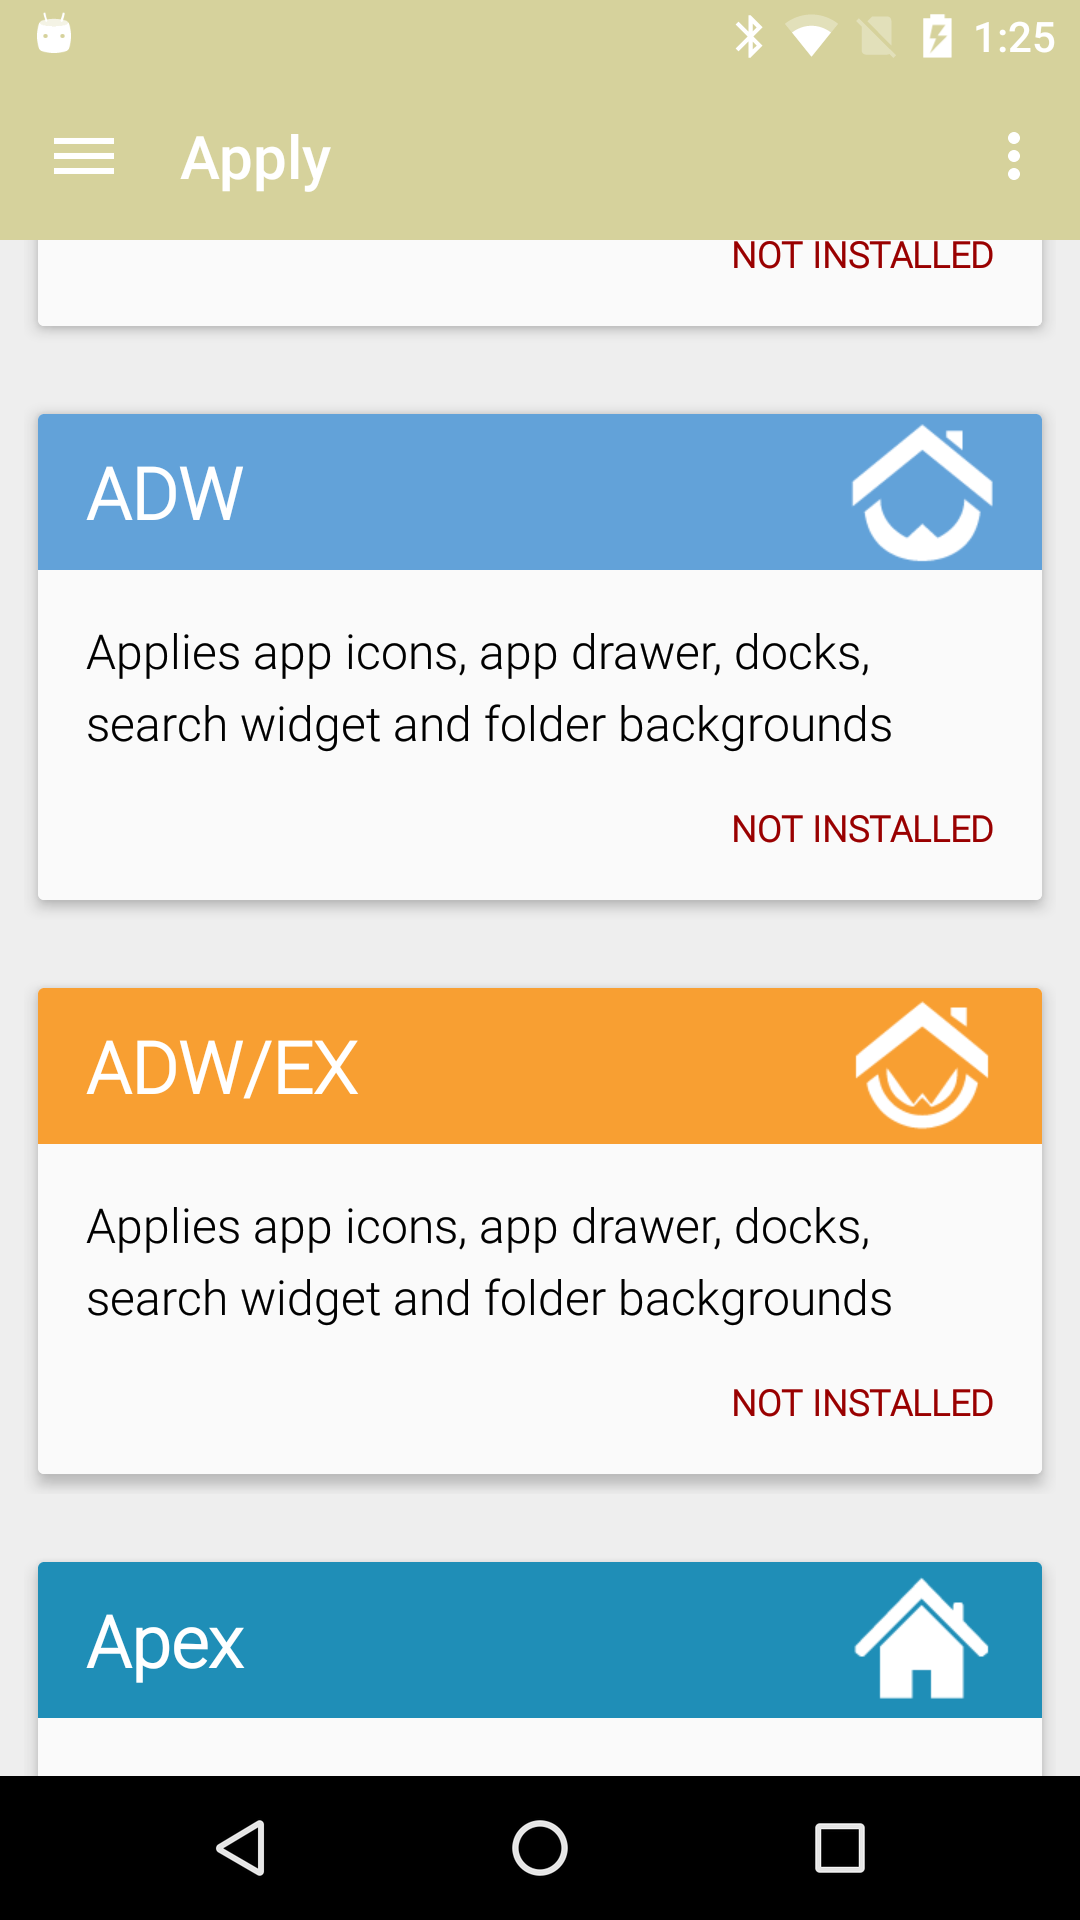 1:25
Apply
NOT INSTALLED
ADW
Applies app icons, app drawer, docks,
search widget and folder backgrounds
NOT INSTALLED
ADW/EX
Applies app icons, app drawer, docks,
search widget and folder backgrounds
NOT INSTALLED
Apex